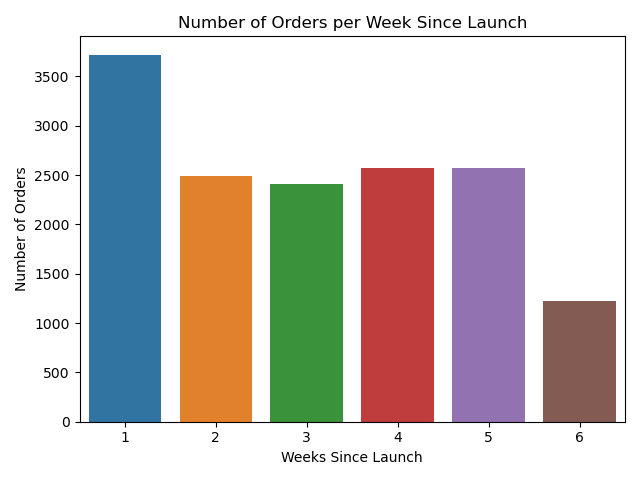 Number of Orders per Week Since Launch
3500
3000
2500
2000
1500
1000
500
0
Number of Orders
1 2 3 4 5 6
Weeks Since Launch